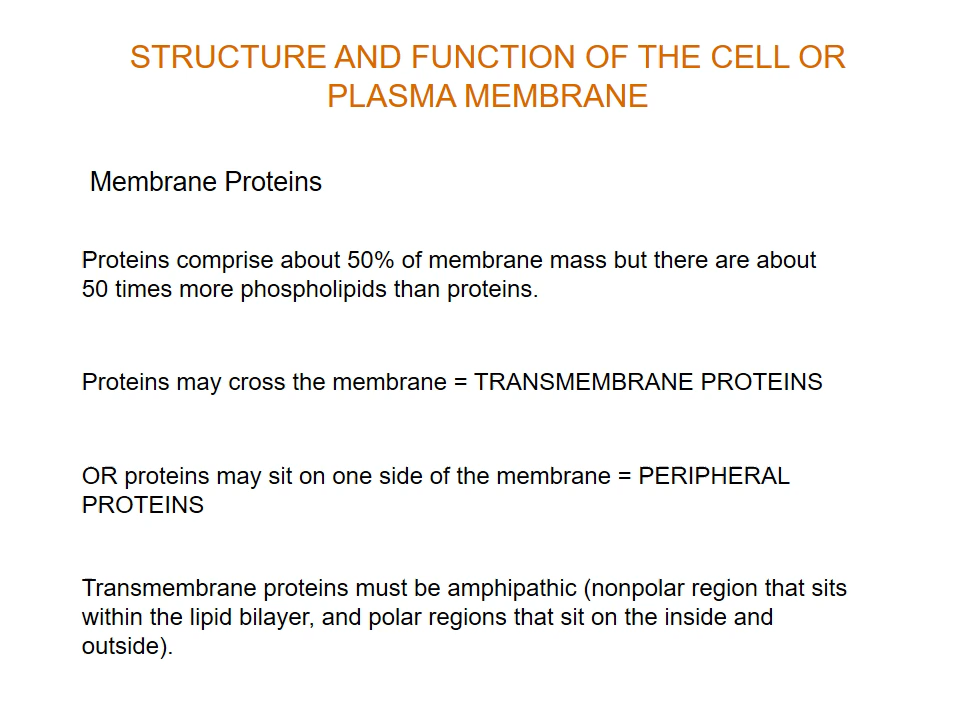 STRUCTURE AND FUNCTION OF THE CELL OR
PLASMA MEMBRANE
Membrane Proteins
Proteins comprise about 50% of membrane mass but there are about
50 times more phospholipids than proteins.
Proteins may cross the membrane = TRANSMEMBRANE PROTEINS
OR proteins may sit on one side of the membrane = PERIPHERAL
PROTEINS
Transmembrane proteins must be amphipathic (nonpolar region that sits
within the lipid bilayer, and polar regions that sit on the inside and
outside).